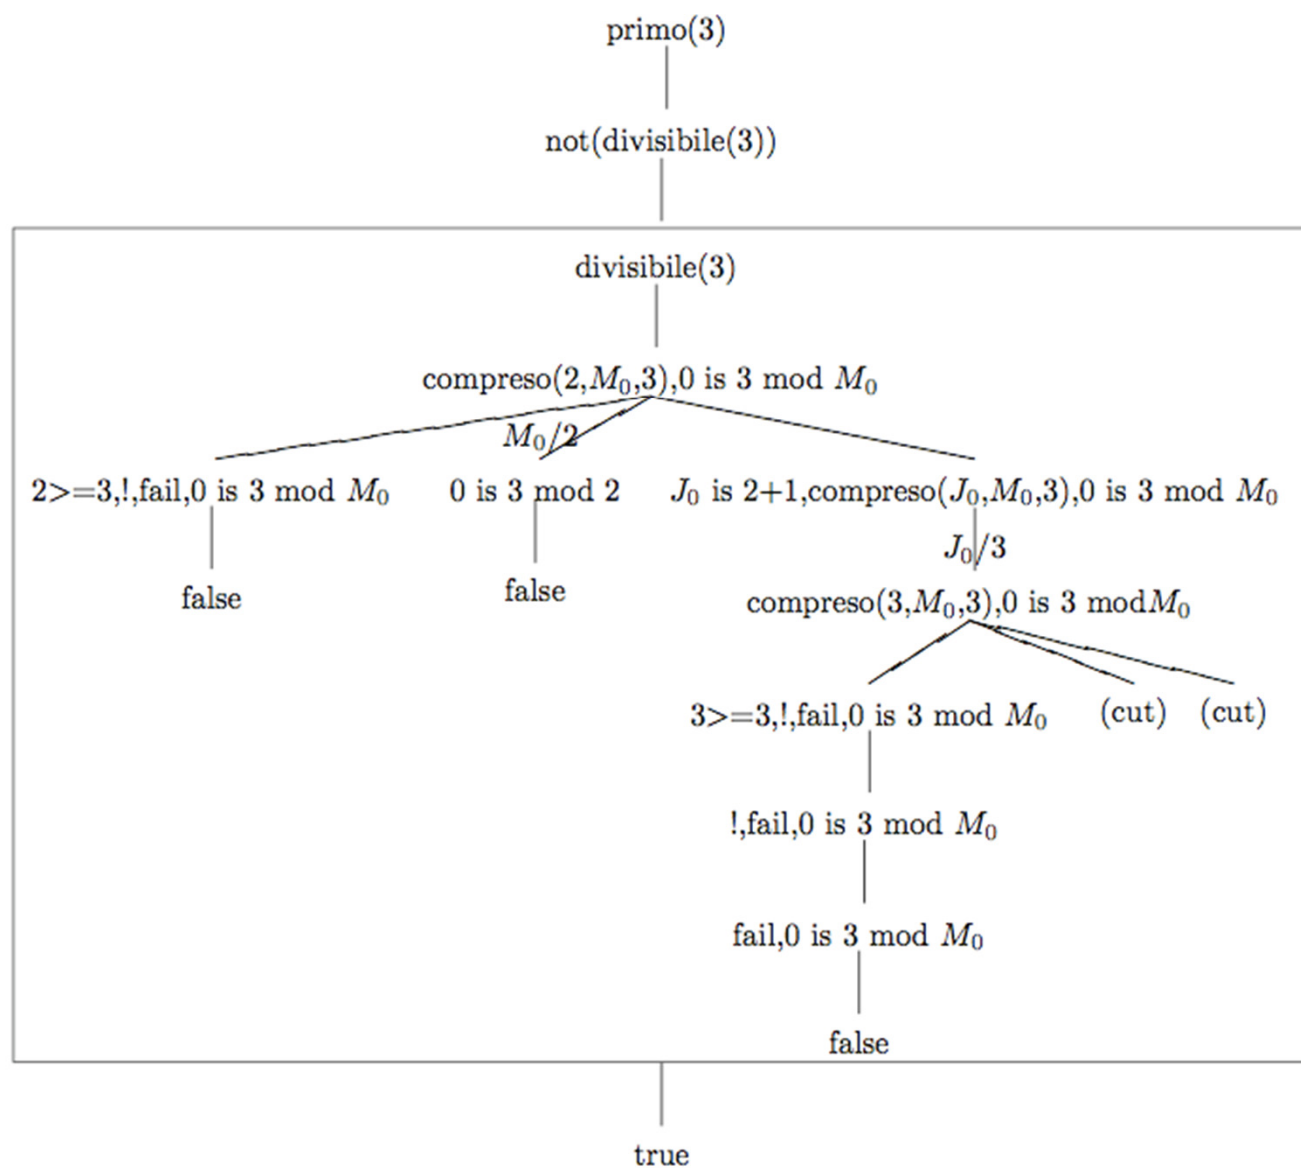 primo(3)
not(divisibile(3))
divisibile(3)
compreso(2,M₀,3),0 is 3 mod M₀
M₀/2
2>=3,!,fail,0 is 3 mod M₀
0 is 3 mod 2
J₀ is 2+1,compreso(J₀,M₀,3),0 is 3 mod M₀
false
false
J₀/3
compreso(3,M₀,3),0 is 3 modM₀
3>=3,!,fail,0 is 3 mod M₀
(cut)
(cut)
!,fail,0 is 3 mod M₀
fail,0 is 3 mod M₀
false
true